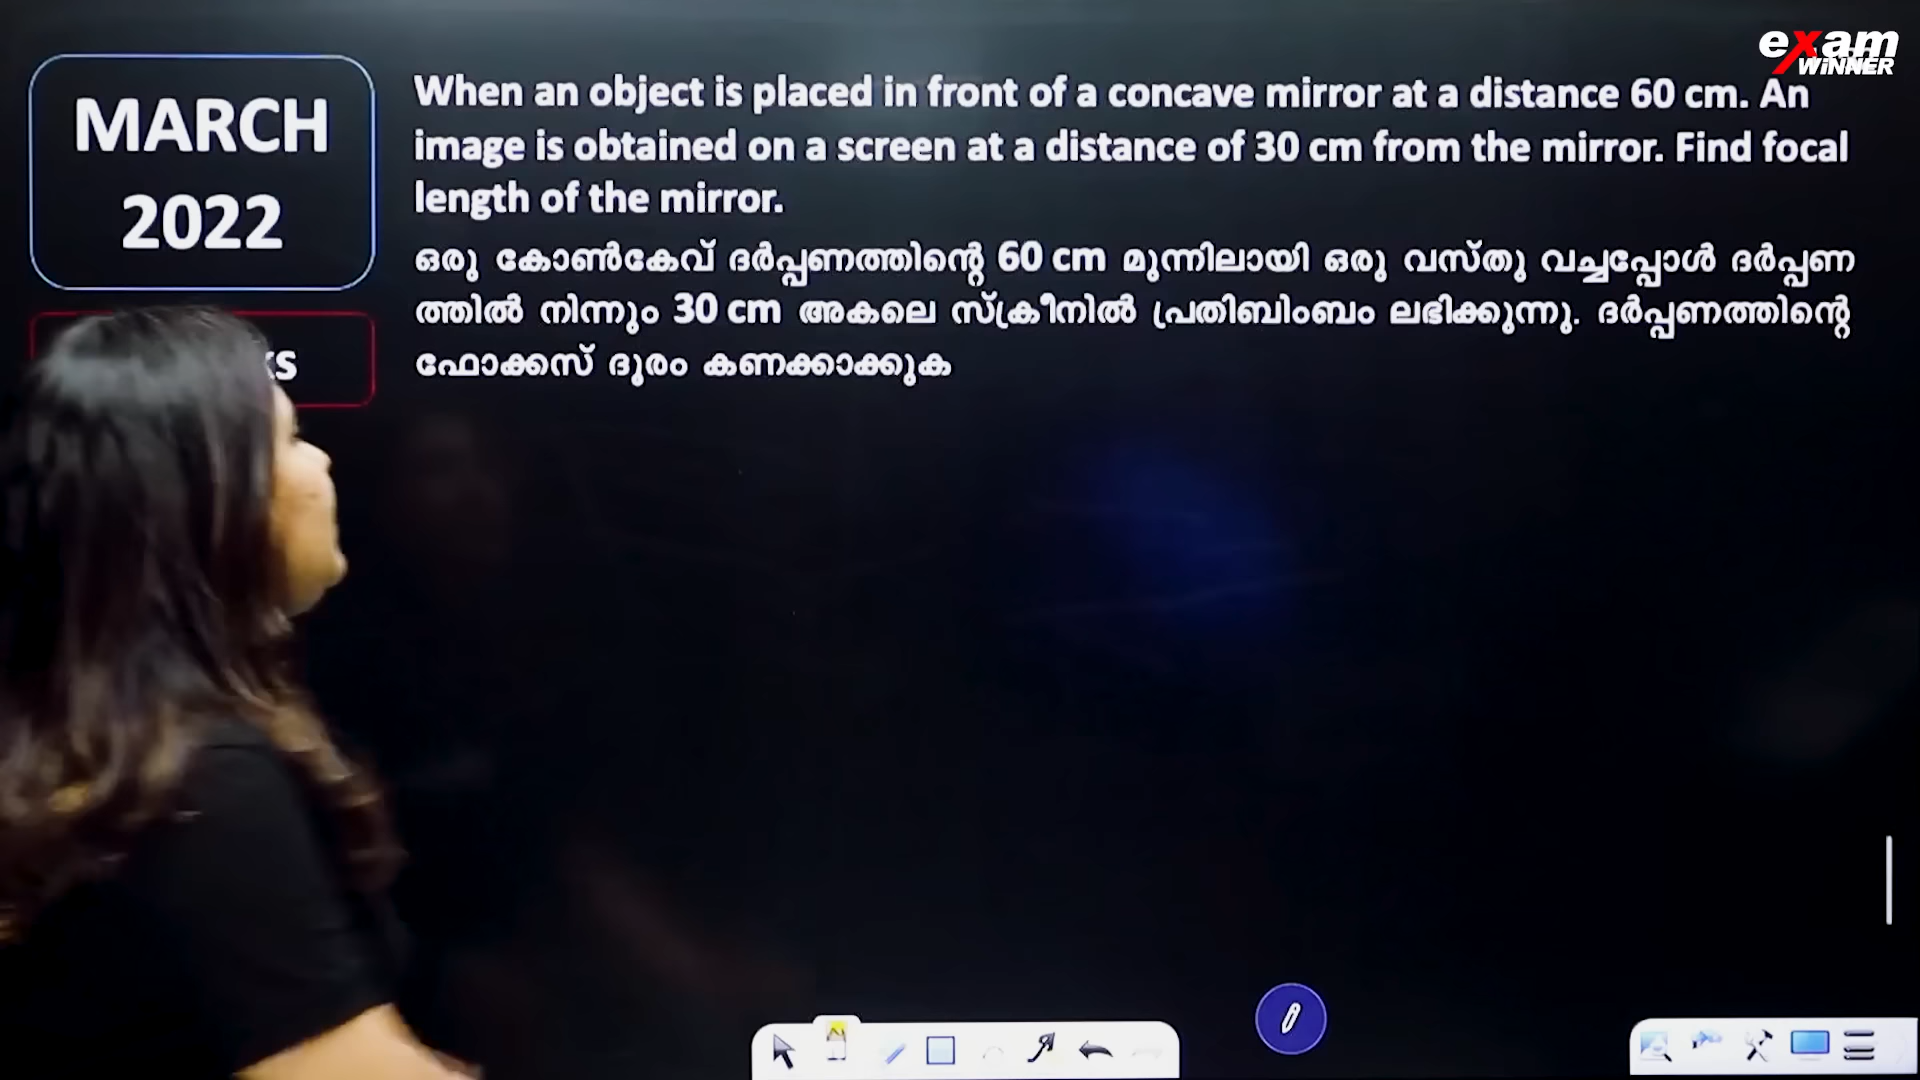 exam
WiNNER
MARCH
2022
When an object is placed in front of a concave mirror at a distance 60 cm. An
image is obtained on a screen at a distance of 30 cm from the mirror. Find focal
length of the mirror.
ഒരു കോൺകേവ് ദർപ്പണത്തിന്റെ 60 cm മുന്നിലായി ഒരു വസ്തു വച്ചപ്പോൾ ദർപ്പണ
ത്തിൽ നിന്നും 30 cm അകലെ സ്ക്രീനിൽ പ്രതിബിംബം ലഭിക്കുന്നു. ദർപ്പണത്തിന്റെ
ഫോക്കസ് ദൂരം കണക്കാക്കുക